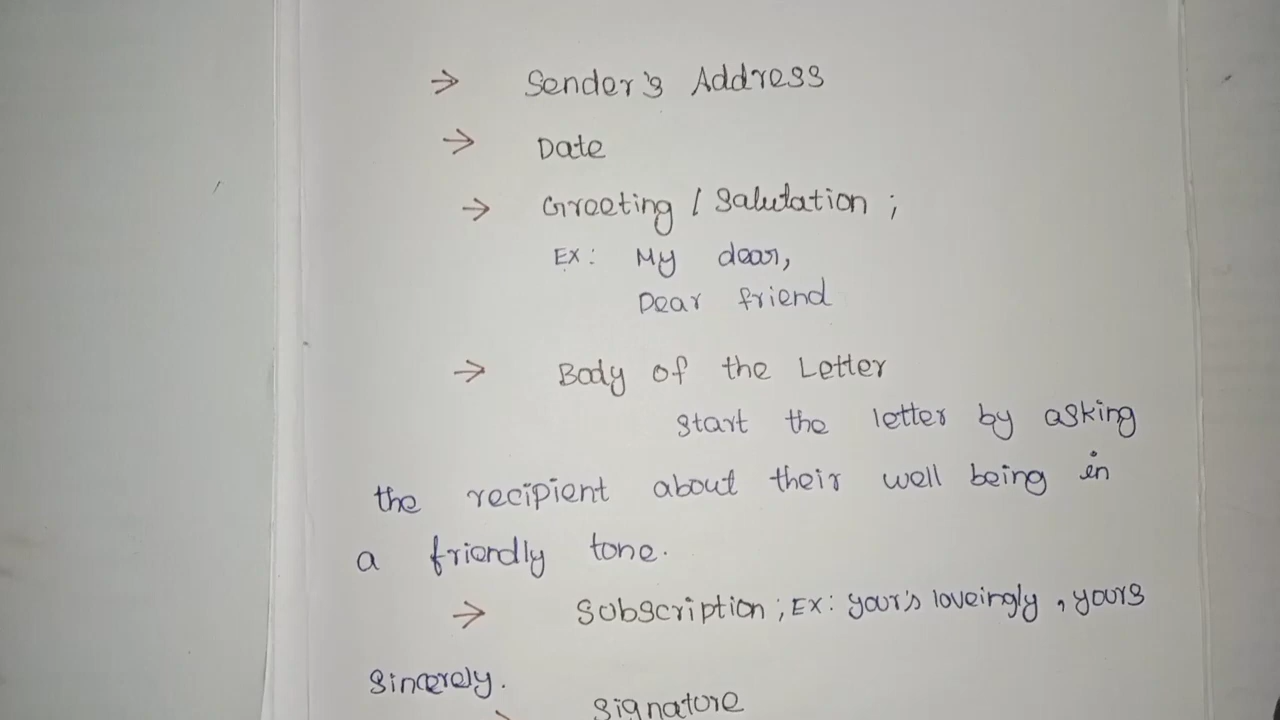 → Sender's Address
→ Date
→ Greeting / Salutation ;
Ex: My dear,
Dear friend
→ Body of the Letter
start the letter by asking
the recipient about their well being in
a friendly tone.
→ Subscription ; Ex: your's loveingly , yours
sincerely.
→ Signature